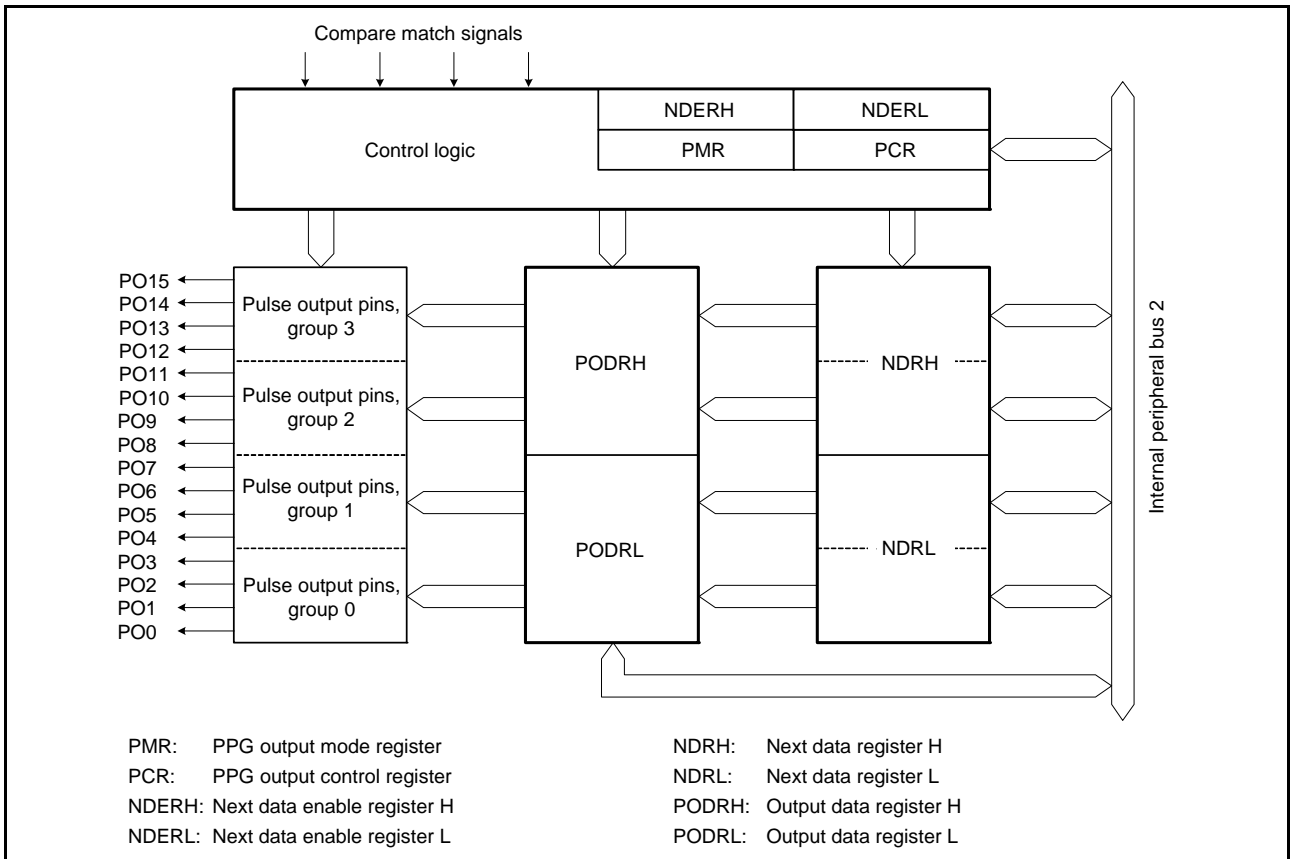 Compare match signals
NDERH
NDERL
Control logic
PMR
PCR
PO15
PO14
PO13
PO12
PO11
PO10
PO9
PO8
PO7
PO6
PO5
PO4
PO3
PO2
PO1
PO0
Pulse output pins,
group 3
Pulse output pins,
group 2
Pulse output pins,
group 1
Pulse output pins,
group 0
PODRH
PODRL
NDRH
NDRL
Internal peripheral bus 2
PMR: PPG output mode register
PCR: PPG output control register
NDERH: Next data enable register H
NDERL: Next data enable register L
NDRH: Next data register H
NDRL: Next data register L
PODRH: Output data register H
PODRL: Output data register L